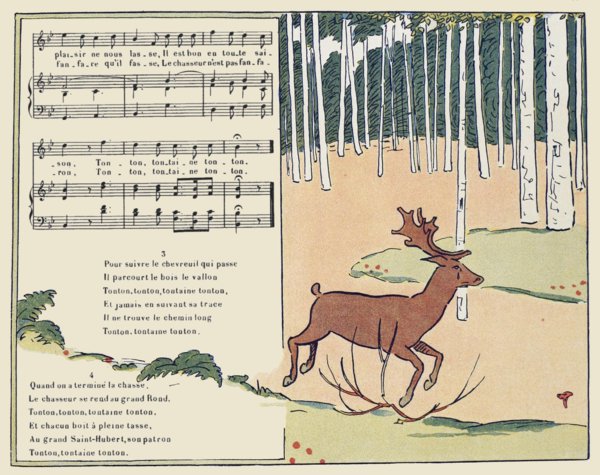 plai_sir ne nous las_se, Il est bon en tou_te sai_
fan_fa_re qu'il fas_se, Le chasseur n'est pas fan_fa_
son, Ton_ton, ton_tai_ne ton_ton.
ron, Ton_ton, ton_tai_ne ton_ton.
3
Pour suivre le chevreuil qui passe
Il parcourt le bois le vallon
Tonton, tonton, tontaine tonton,
Et jamais en suivant sa trace
Il ne trouve le chemin long
Tonton, tontaine tonton.
4
Quand on a terminé la chasse,
Le chasseur se rend au grand Rond,
Tonton, tonton, tontaine tonton.
Et chacun boit à pleine tasse,
Au grand Saint-Hubert, son patron
Tonton, tontaine tonton.